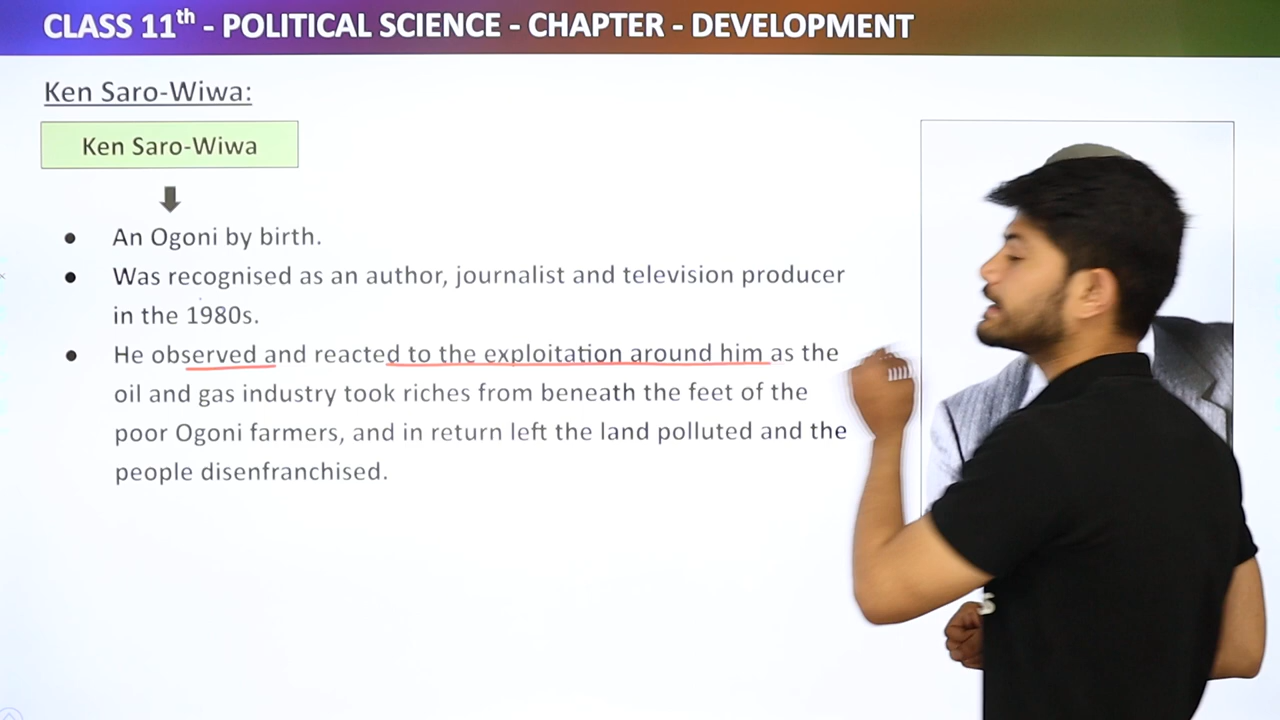 CLASS 11th - POLITICAL SCIENCE - CHAPTER - DEVELOPMENT
Ken Saro-Wiwa:
Ken Saro-Wiwa
● An Ogoni by birth.
● Was recognised as an author, journalist and television producer
in the 1980s.
● He observed and reacted to the exploitation around him as the
oil and gas industry took riches from beneath the feet of the
poor Ogoni farmers, and in return left the land polluted and the
people disenfranchised.